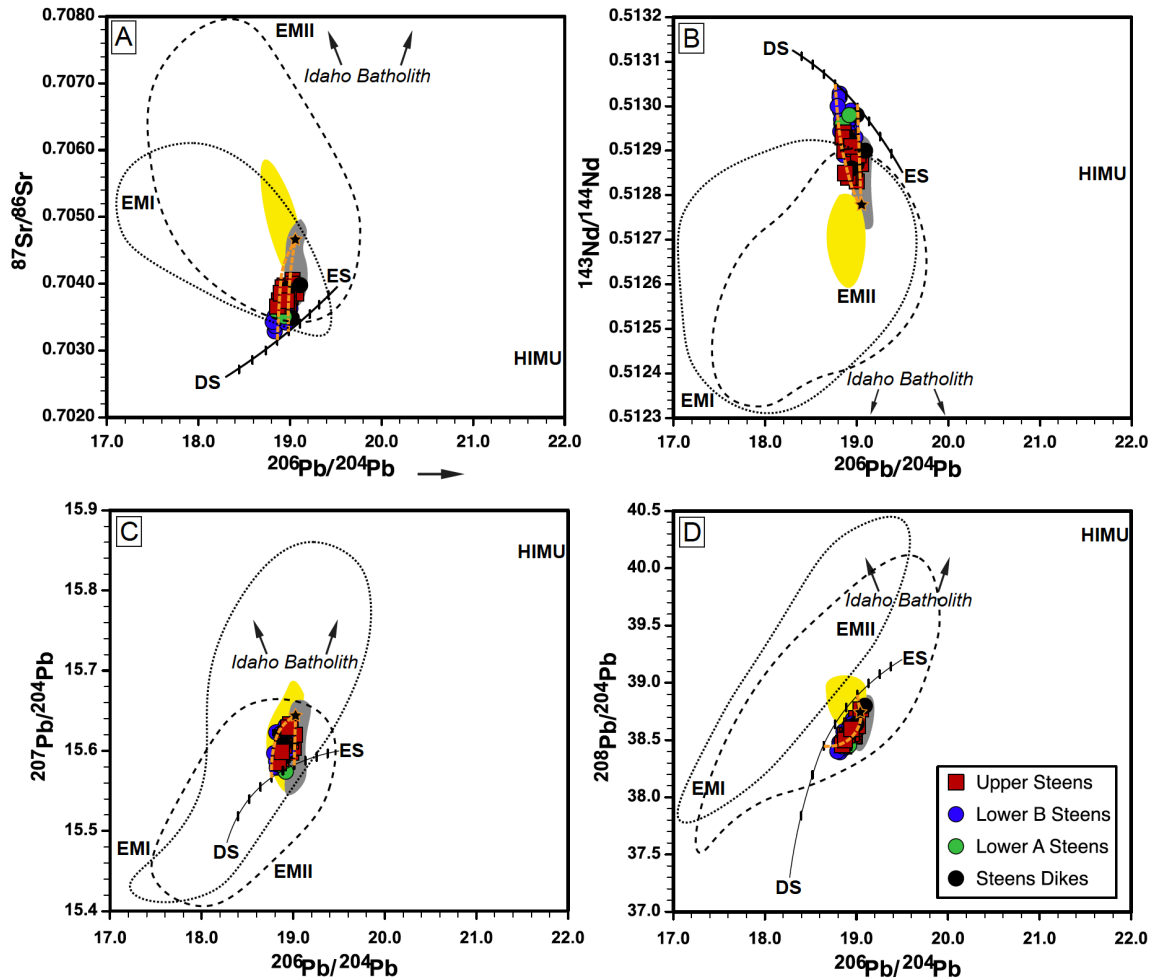 A
EMII
Idaho Batholith
EMI
ES
DS
HIMU
0.7080
0.7070
0.7060
0.7050
0.7040
0.7030
0.7020
87Sr/86Sr
17.0 18.0 19.0 20.0 21.0 22.0
206Pb/204Pb
B
DS
ES
HIMU
EMII
Idaho Batholith
EMI
0.5132
0.5131
0.5130
0.5129
0.5128
0.5127
0.5126
0.5125
0.5124
0.5123
143Nd/144Nd
17.0 18.0 19.0 20.0 21.0 22.0
206Pb/204Pb
C
HIMU
Idaho Batholith
ES
EMI
DS
EMII
15.9
15.8
15.7
15.6
15.5
15.4
207Pb/204Pb
17.0 18.0 19.0 20.0 21.0 22.0
206Pb/204Pb
D
HIMU
Idaho Batholith
EMII
ES
EMI
DS
40.5
40.0
39.5
39.0
38.5
38.0
37.5
37.0
208Pb/204Pb
17.0 18.0 19.0 20.0 21.0 22.0
206Pb/204Pb
Upper Steens
Lower B Steens
Lower A Steens
Steens Dikes